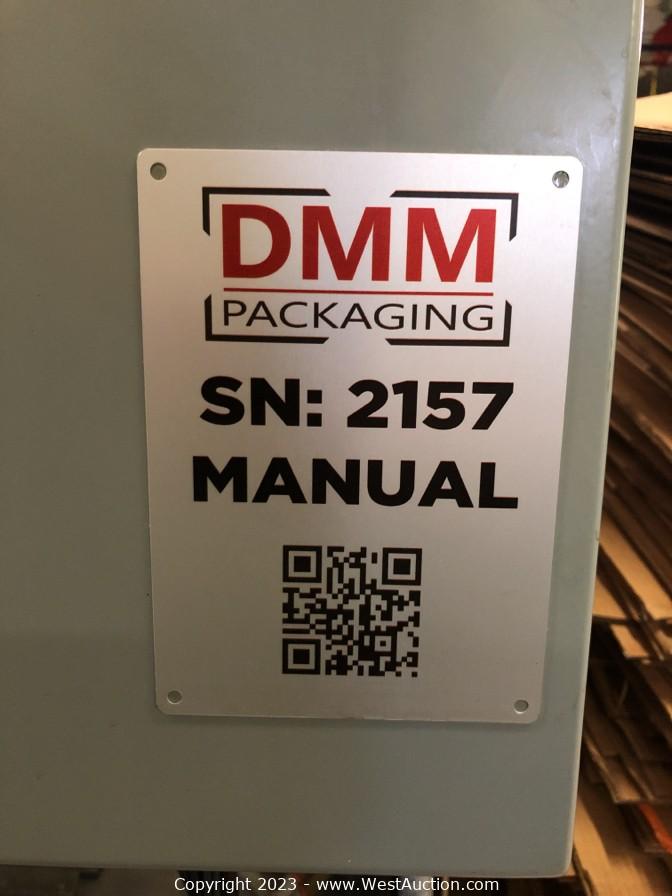 DMM
PACKAGING
SN: 2157
MANUAL
Copyright 2023 - www.WestAuction.com